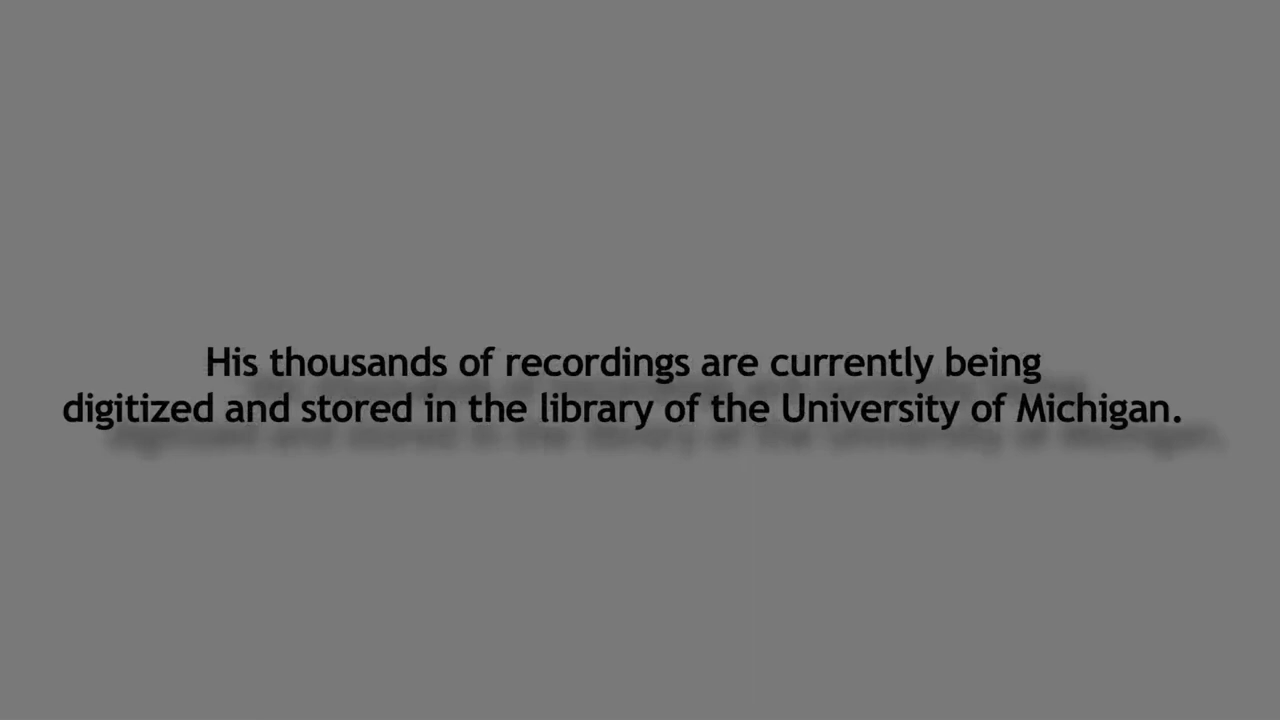 His thousands of recordings are currently being
digitized and stored in the library of the University of Michigan.